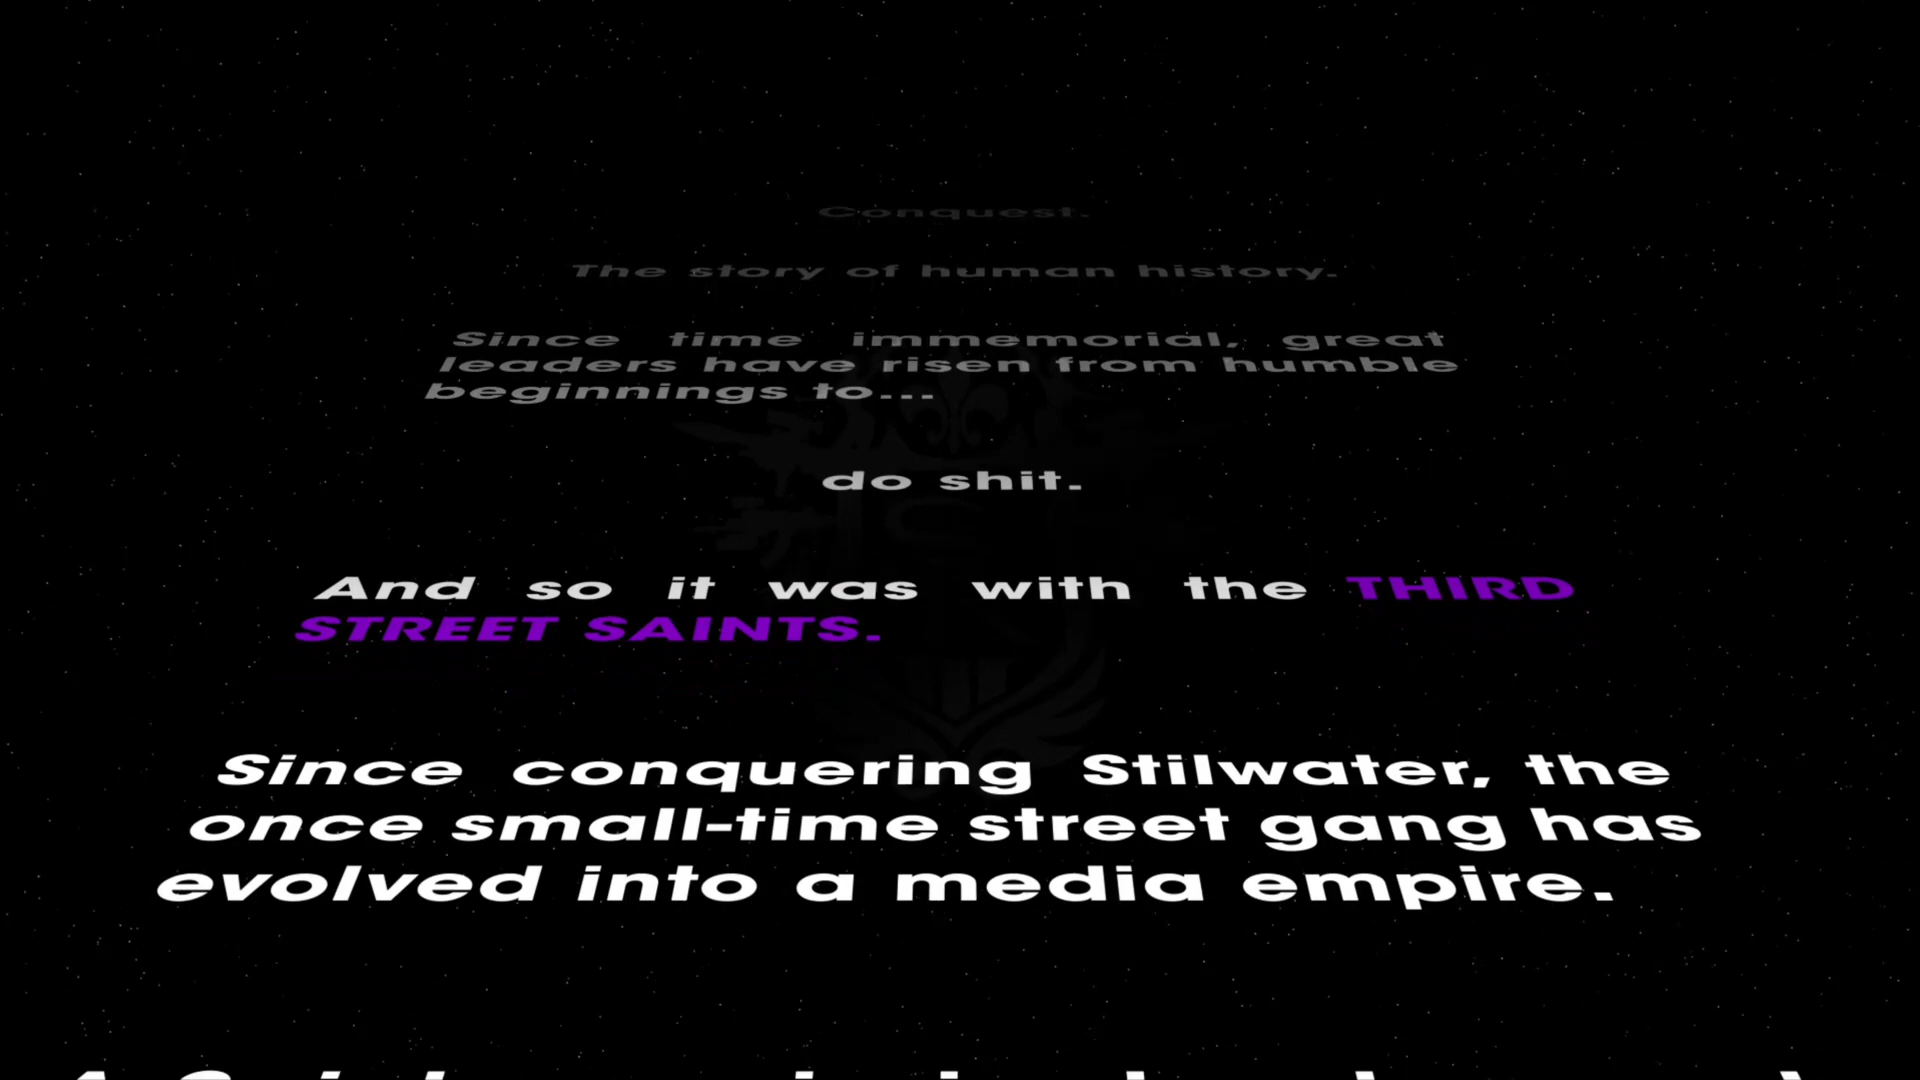 Conquest.
The story of human history.
Since time immemorial, great
leaders have risen from humble
beginnings to...
do shit.
And so it was with the THIRD
STREET SAINTS.
Since conquering Stilwater, the
once small-time street gang has
evolved into a media empire.